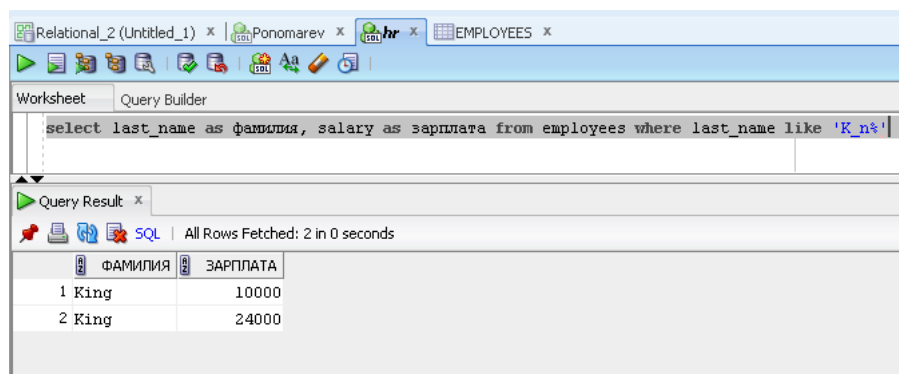 Relational_2 (Untitled_1) x Ponomarev x hr x EMPLOYEES x
Worksheet Query Builder
select last_name as фамилия, salary as зарплата from employees where last_name like 'K_n%'
Query Result x
SQL | All Rows Fetched: 2 in 0 seconds
ФАМИЛИЯ ЗАРПЛАТА
1 King 10000
2 King 24000